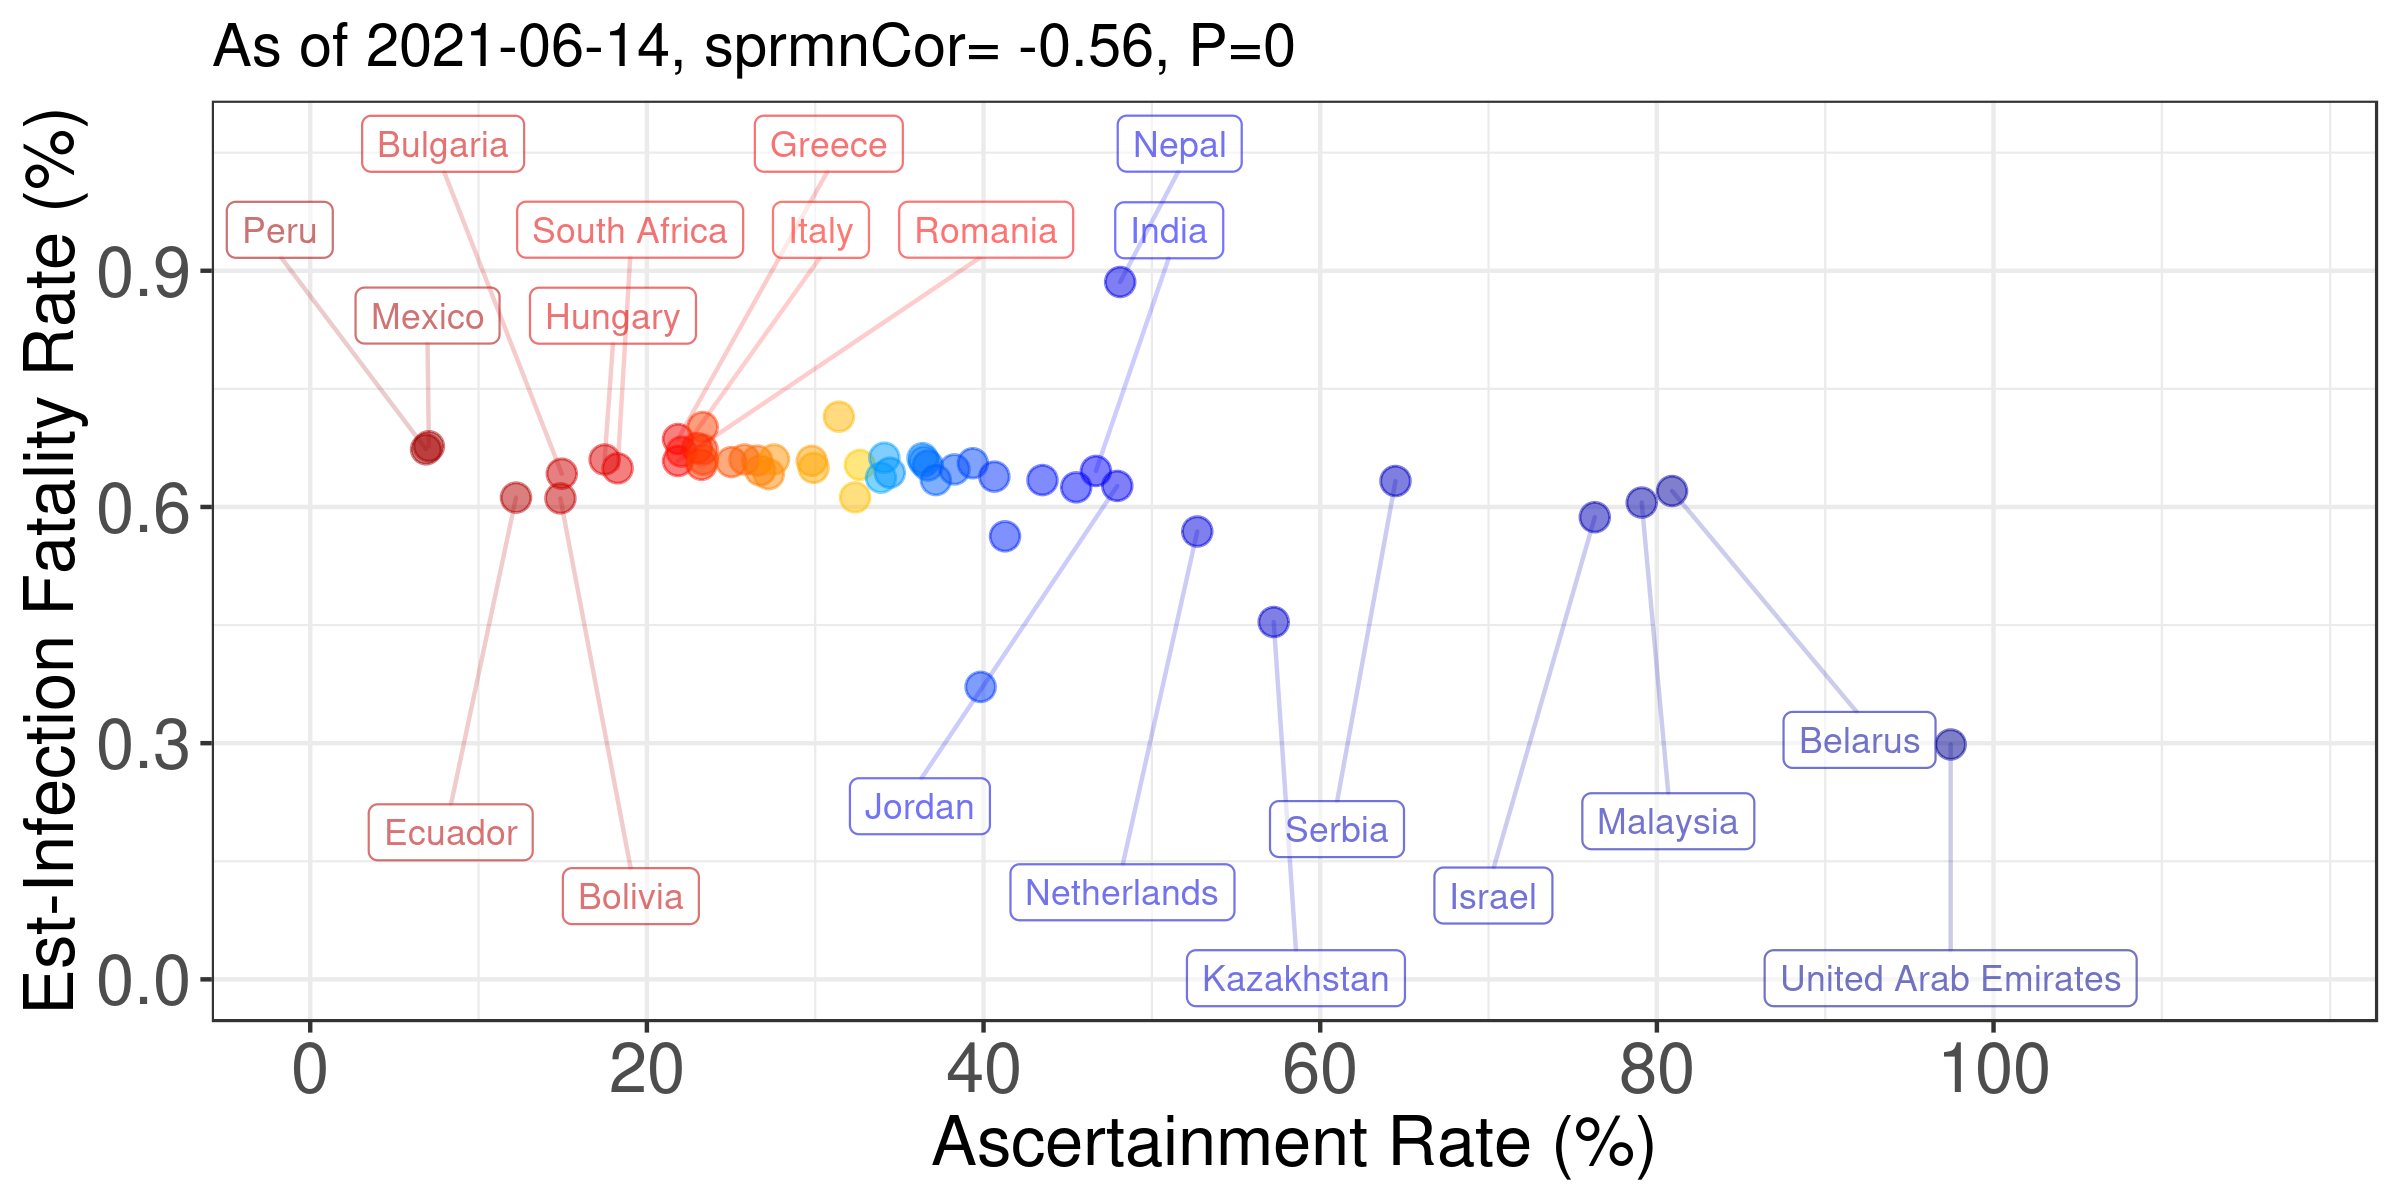 As of 2021-06-14, sprmnCor= -0.56, P=0
Est-Infection Fatality Rate (%)
0.9
0.6
0.3
0.0
Bulgaria
Greece
Nepal
Peru
South Africa
Italy
Romania
India
Mexico
Hungary
Belarus
Jordan
Malaysia
Serbia
Ecuador
Netherlands
Bolivia
Israel
Kazakhstan
United Arab Emirates
0
20
40
60
80
100
Ascertainment Rate (%)